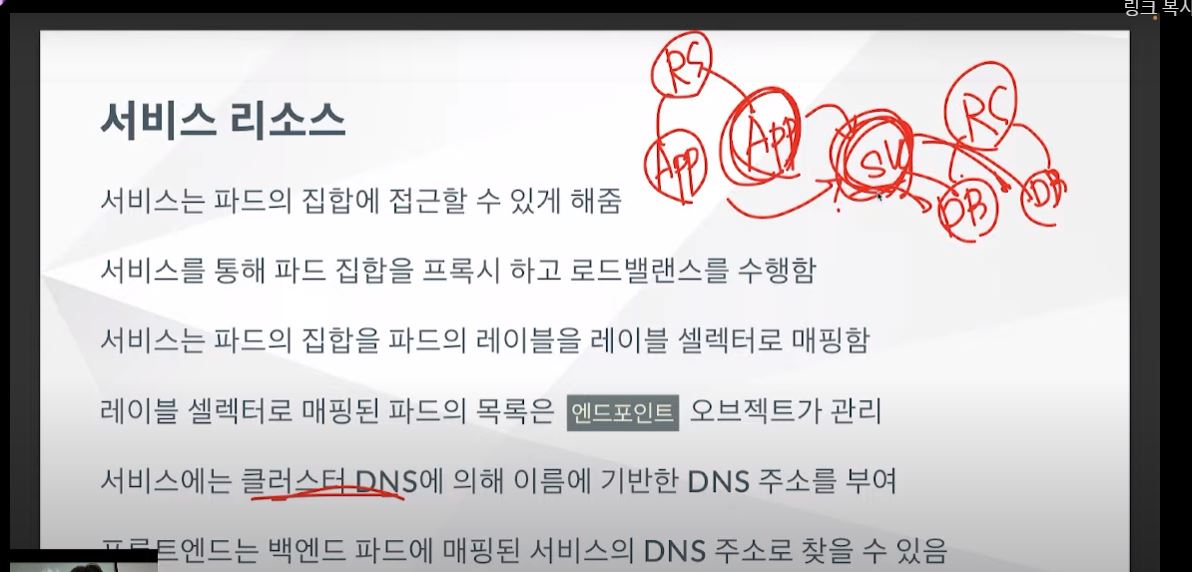 링크 복사
서비스 리소스
RS
RS
App
App
SV
DB
DB
서비스는 파드의 집합에 접근할 수 있게 해줌
서비스를 통해 파드 집합을 프록시 하고 로드밸랜스를 수행함
서비스는 파드의 집합을 파드의 레이블을 레이블 셀렉터로 매핑함
레이블 셀렉터로 매핑된 파드의 목록은 엔드포인트 오브젝트가 관리
서비스에는 클러스터 DNS에 의해 이름에 기반한 DNS 주소를 부여
프론트엔드는 백엔드 파드에 매핑된 서비스의 DNS 주소로 찾을 수 있음